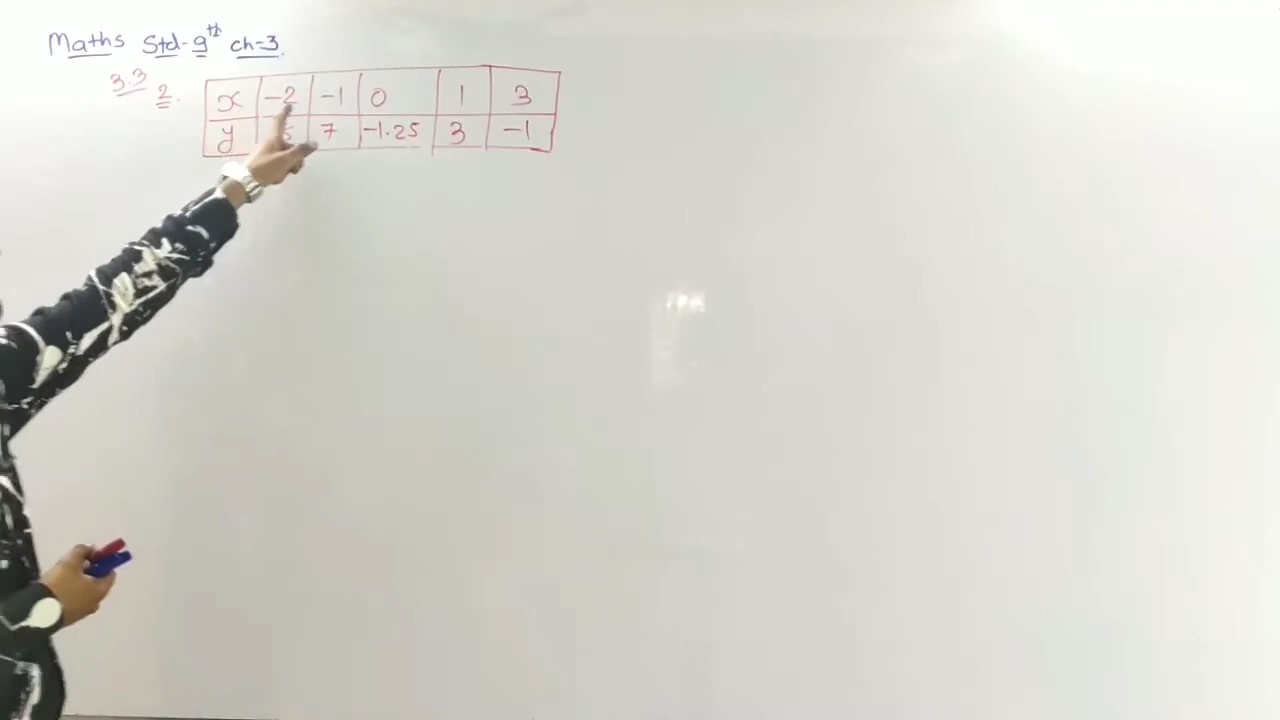 Maths Std-9th ch-3.
3.3
2.
x -2 -1 0 1 3
y 7 -1.25 3 -1